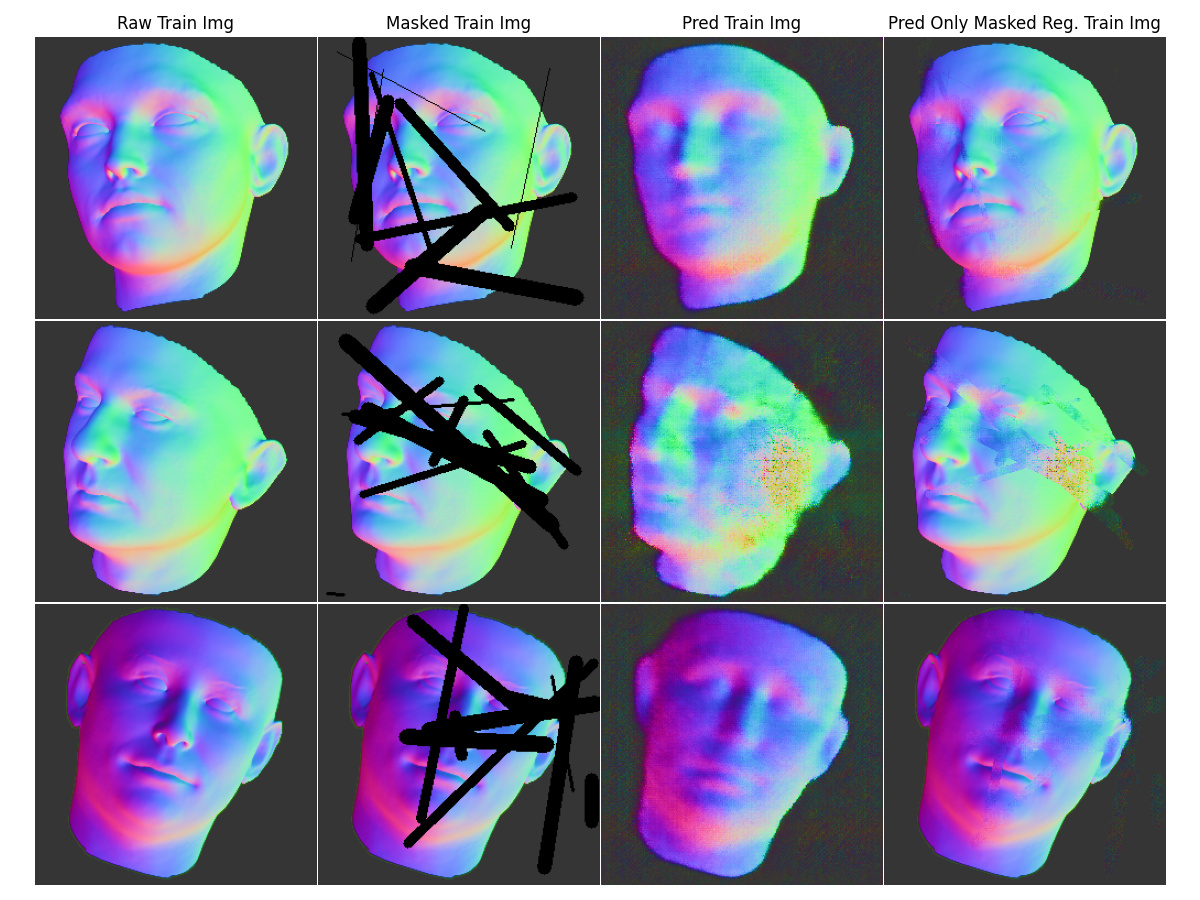 Raw Train Img
Masked Train Img
Pred Train Img
Pred Only Masked Reg. Train Img